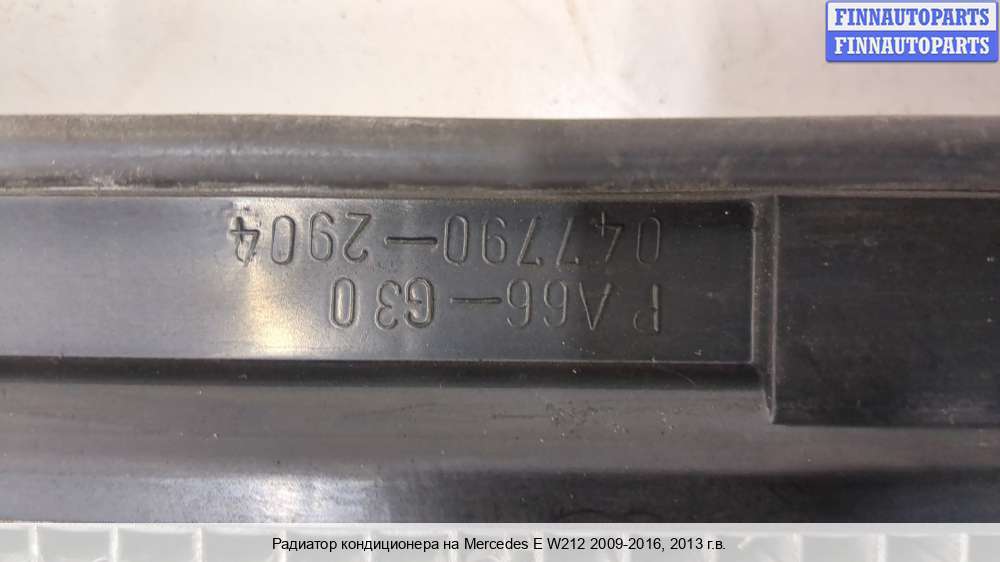 FINNAUTOPARTS
FINNAUTOPARTS
PA66-G30
047790-2904
Радиатор кондиционера на Mercedes E W212 2009-2016, 2013 г.в.